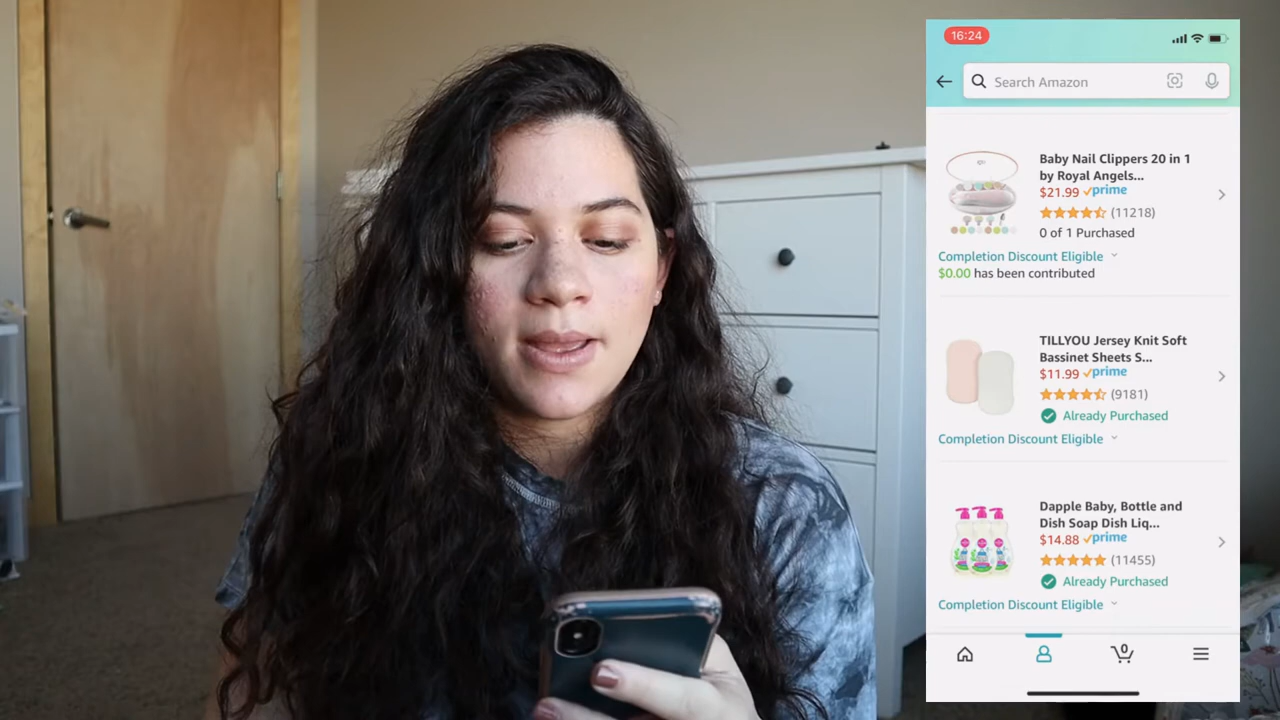 16:24
Search Amazon
Baby Nail Clippers 20 in 1
by Royal Angels...
$21.99 prime
(11218)
0 of 1 Purchased
Completion Discount Eligible
$0.00 has been contributed
TILLYOU Jersey Knit Soft
Bassinet Sheets S...
$11.99 prime
(9181)
Already Purchased
Completion Discount Eligible
Dapple Baby, Bottle and
Dish Soap Dish Liq...
$14.88 prime
(11455)
Already Purchased
Completion Discount Eligible
0